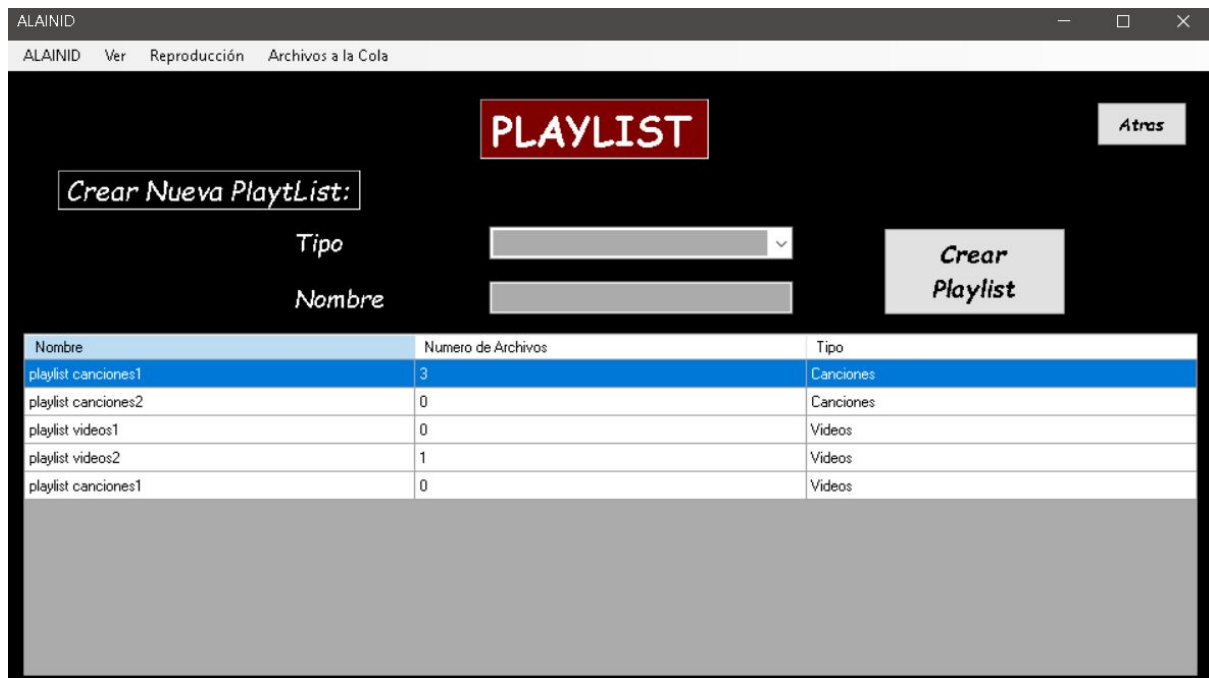 ALAINID
ALAINID Ver Reproducción Archivos a la Cola
PLAYLIST
Atras
Crear Nueva PlaytList:
Tipo
Crear
Playlist
Nombre
Nombre Numero de Archivos Tipo
playlist canciones1 3 Canciones
playlist canciones2 0 Canciones
playlist videos1 0 Videos
playlist videos2 1 Videos
playlist canciones1 0 Videos